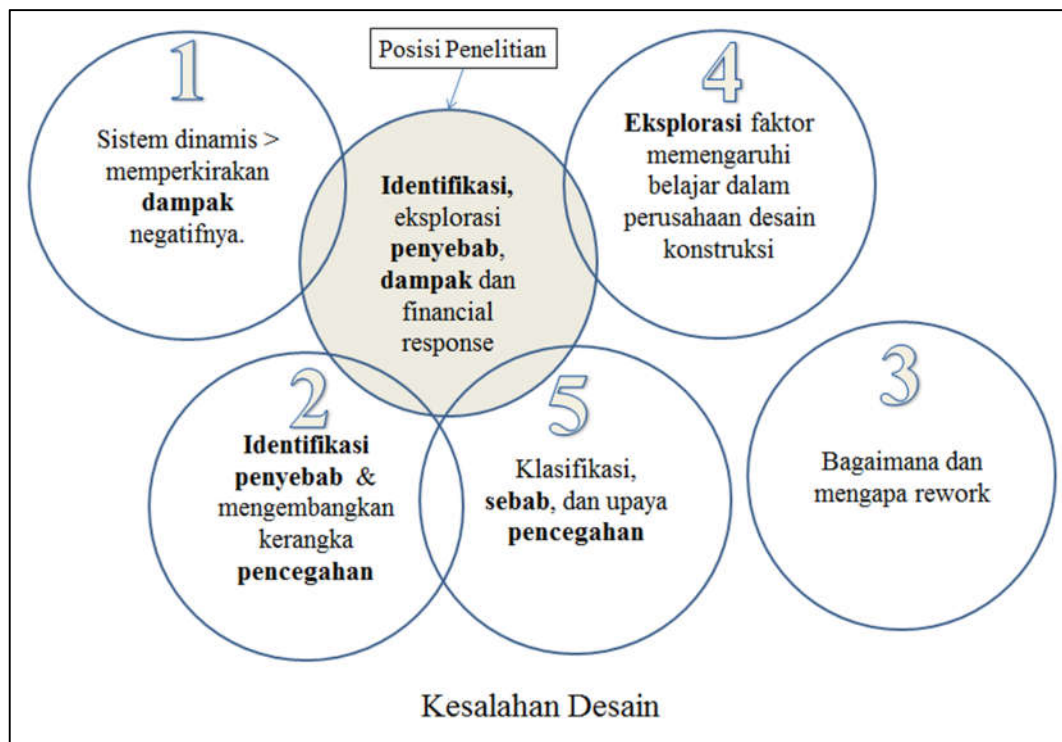 Posisi Penelitian
1
Sistem dinamis >
memperkirakan
dampak
negatifnya.
Identifikasi,
eksplorasi
penyebab,
dampak dan
financial
response
4
Eksplorasi faktor
memengaruhi
belajar dalam
perusahaan desain
konstruksi
2
Identifikasi
penyebab &
mengembangkan
kerangka
pencegahan
5
Klasifikasi,
sebab, dan upaya
pencegahan
3
Bagaimana dan
mengapa rework
Kesalahan Desain